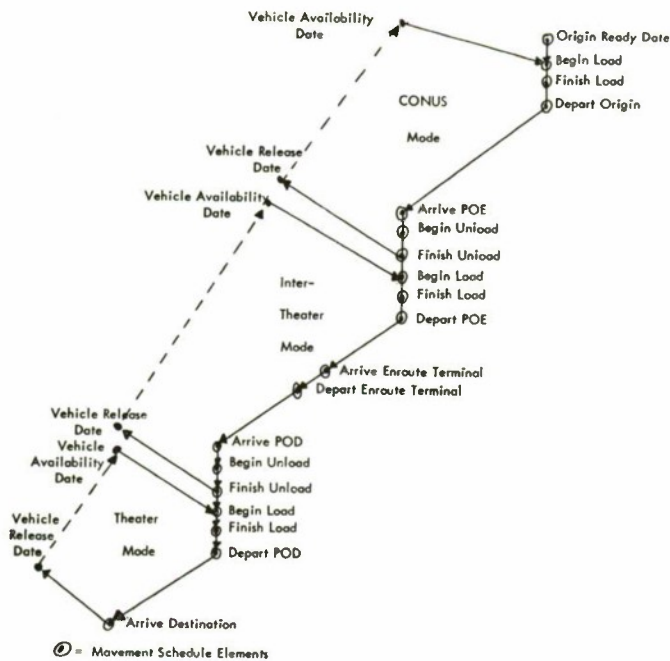 Vehicle Availability
Date
Origin Ready Date
Begin Load
Finish Load
Depart Origin
CONUS
Mode
Vehicle Release
Date
Vehicle Availability
Date
Arrive POE
Begin Unload
Finish Unload
Begin Load
Finish Load
Depart POE
Inter-
Theater
Mode
Arrive Enroute Terminal
Depart Enroute Terminal
Vehicle Release
Date
Vehicle
Availability
Date
Arrive POD
Begin Unload
Finish Unload
Begin Load
Finish Load
Depart POD
Vehicle
Release
Date
Theater
Mode
Arrive Destination
= Movement Schedule Elements